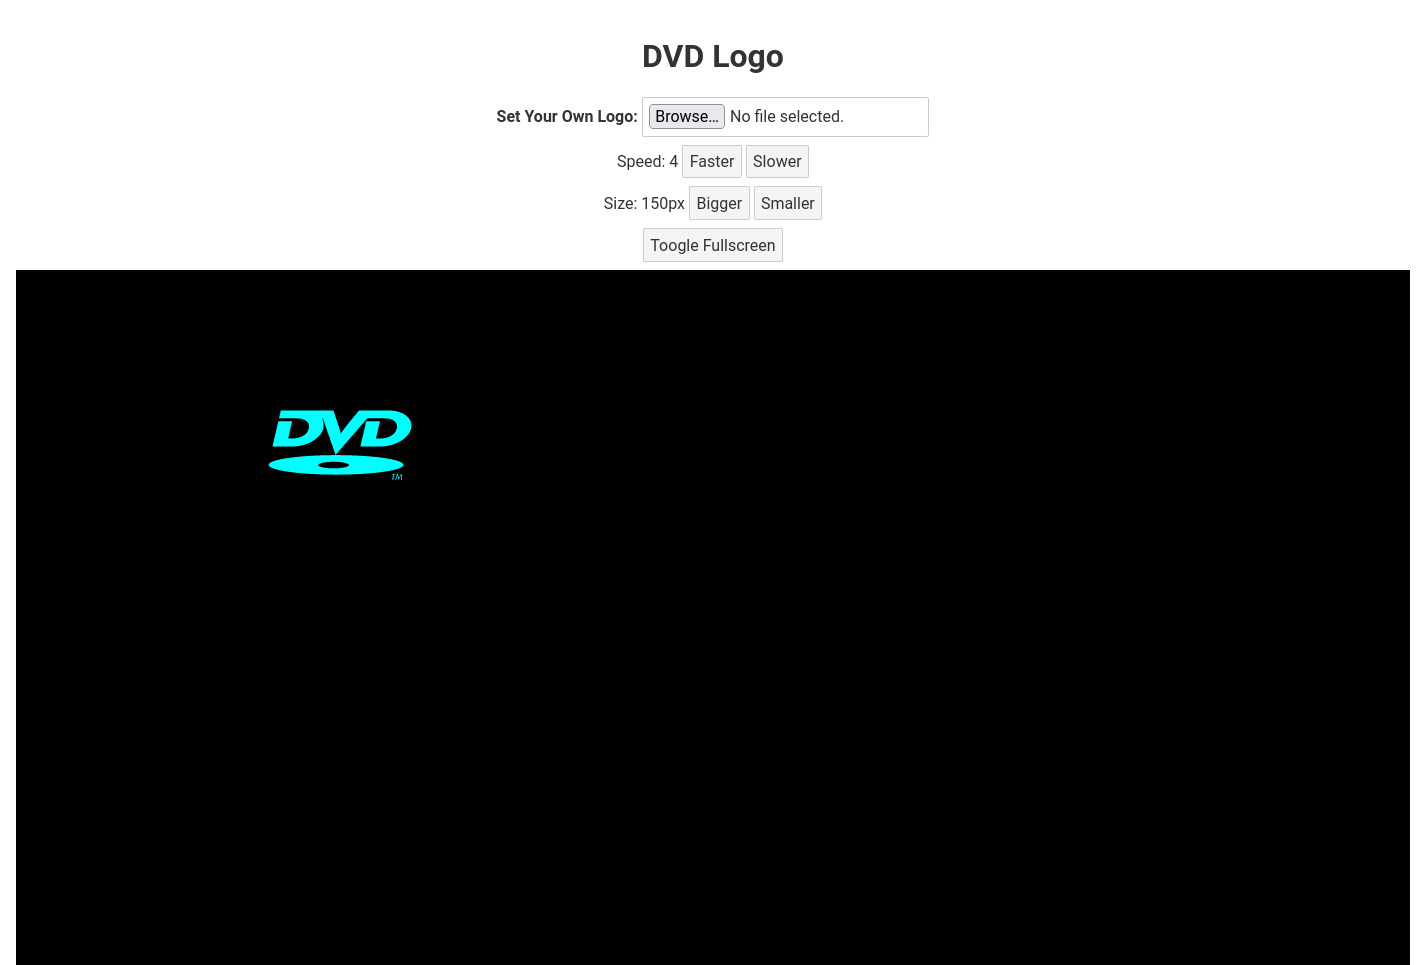 DVD Logo
Set Your Own Logo: Browse... No file selected.
Speed: 4 Faster Slower
Size: 150px Bigger Smaller
Toogle Fullscreen
DVD
TM